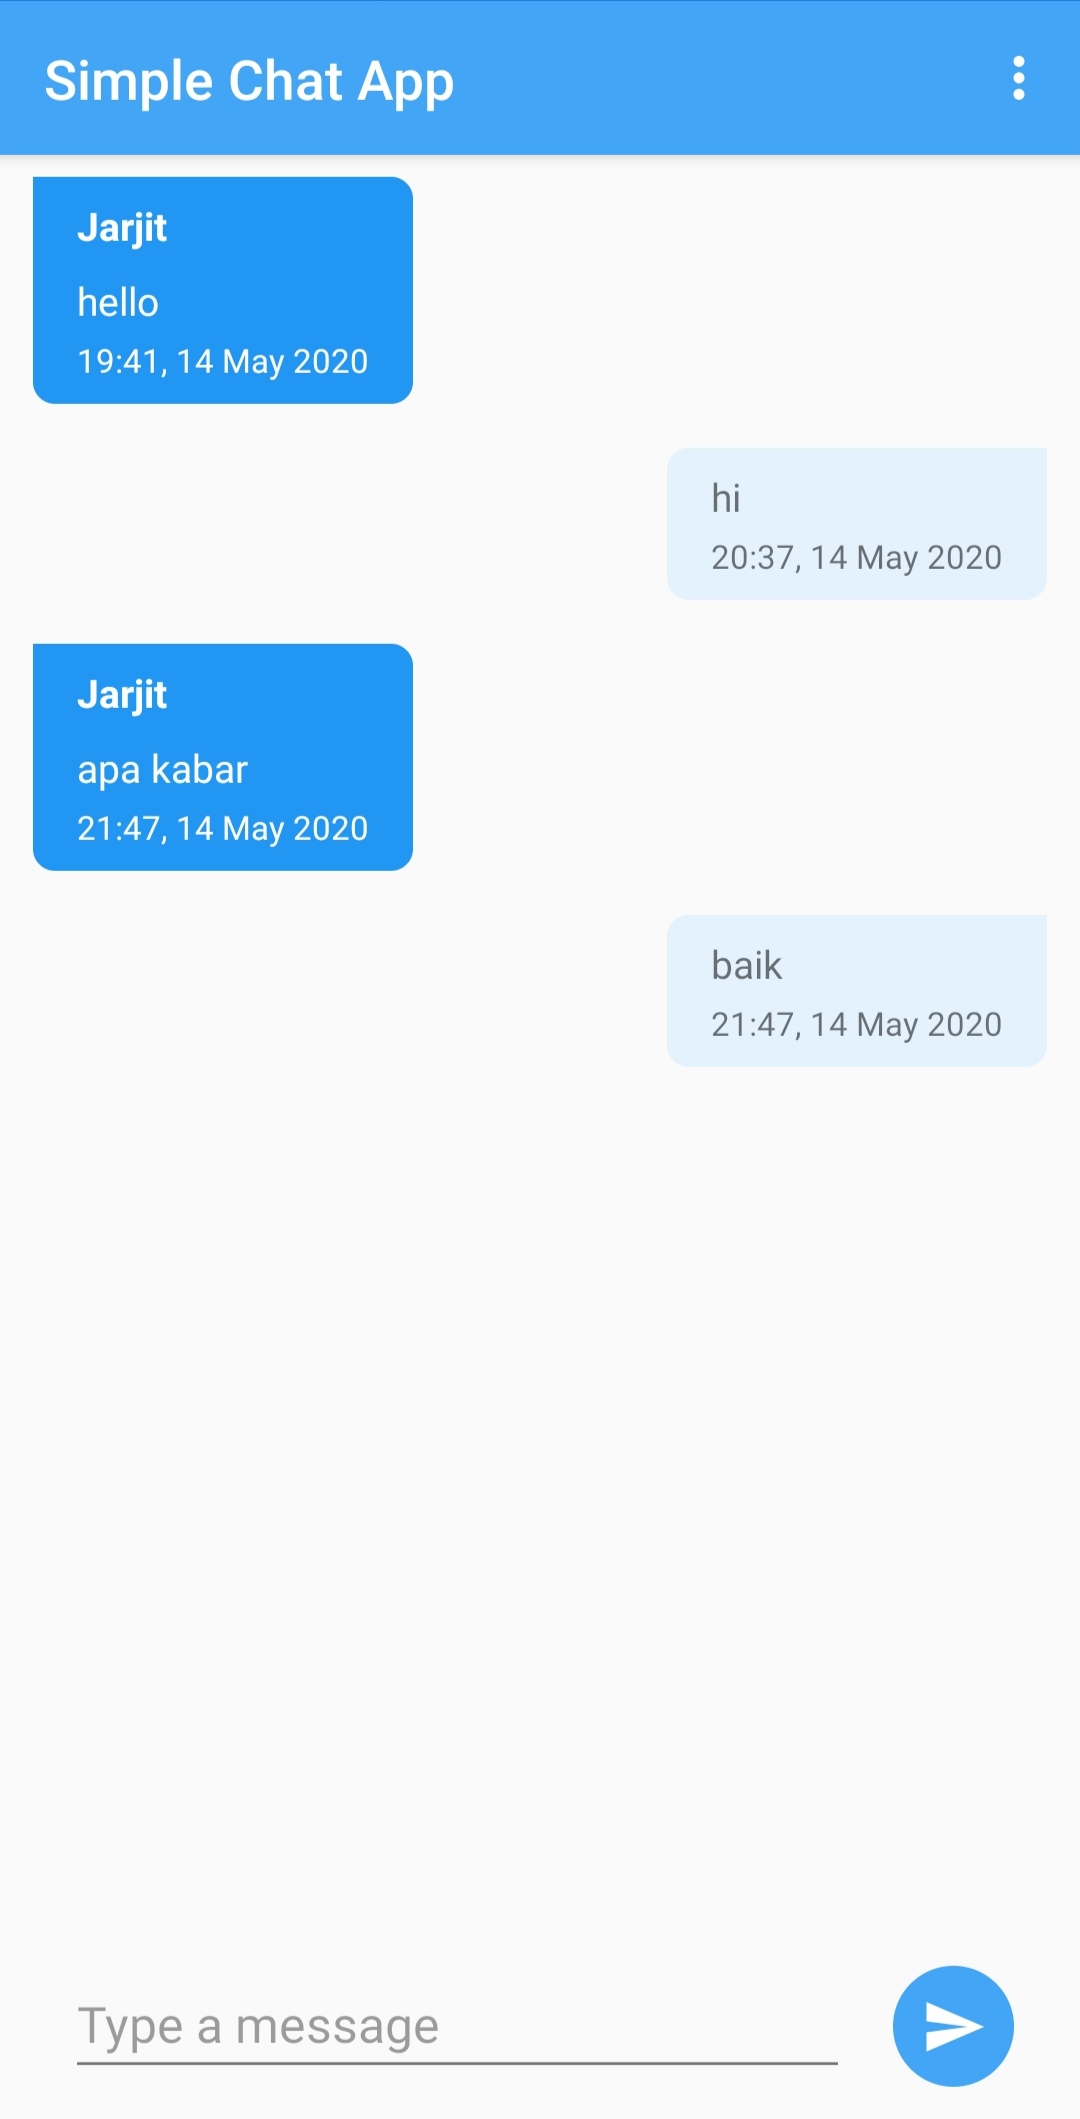 Simple Chat App
Jarjit
hello
19:41, 14 May 2020
hi
20:37, 14 May 2020
Jarjit
apa kabar
21:47, 14 May 2020
baik
21:47, 14 May 2020
Type a message